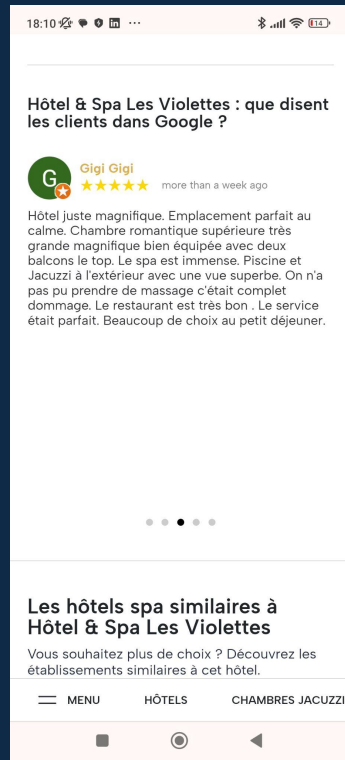 18:10
14
Hôtel & Spa Les Violettes : que disent
les clients dans Google ?
G
Gigi Gigi
more than a week ago
Hôtel juste magnifique. Emplacement parfait au
calme. Chambre romantique supérieure très
grande magnifique bien équipée avec deux
balcons le top. Le spa est immense. Piscine et
Jacuzzi à l'extérieur avec une vue superbe. On n'a
pas pu prendre de massage c'était complet
dommage. Le restaurant est très bon . Le service
était parfait. Beaucoup de choix au petit déjeuner.
Les hôtels spa similaires à
Hôtel & Spa Les Violettes
Vous souhaitez plus de choix ? Découvrez les
établissements similaires à cet hôtel.
MENU HÔTELS CHAMBRES JACUZZI